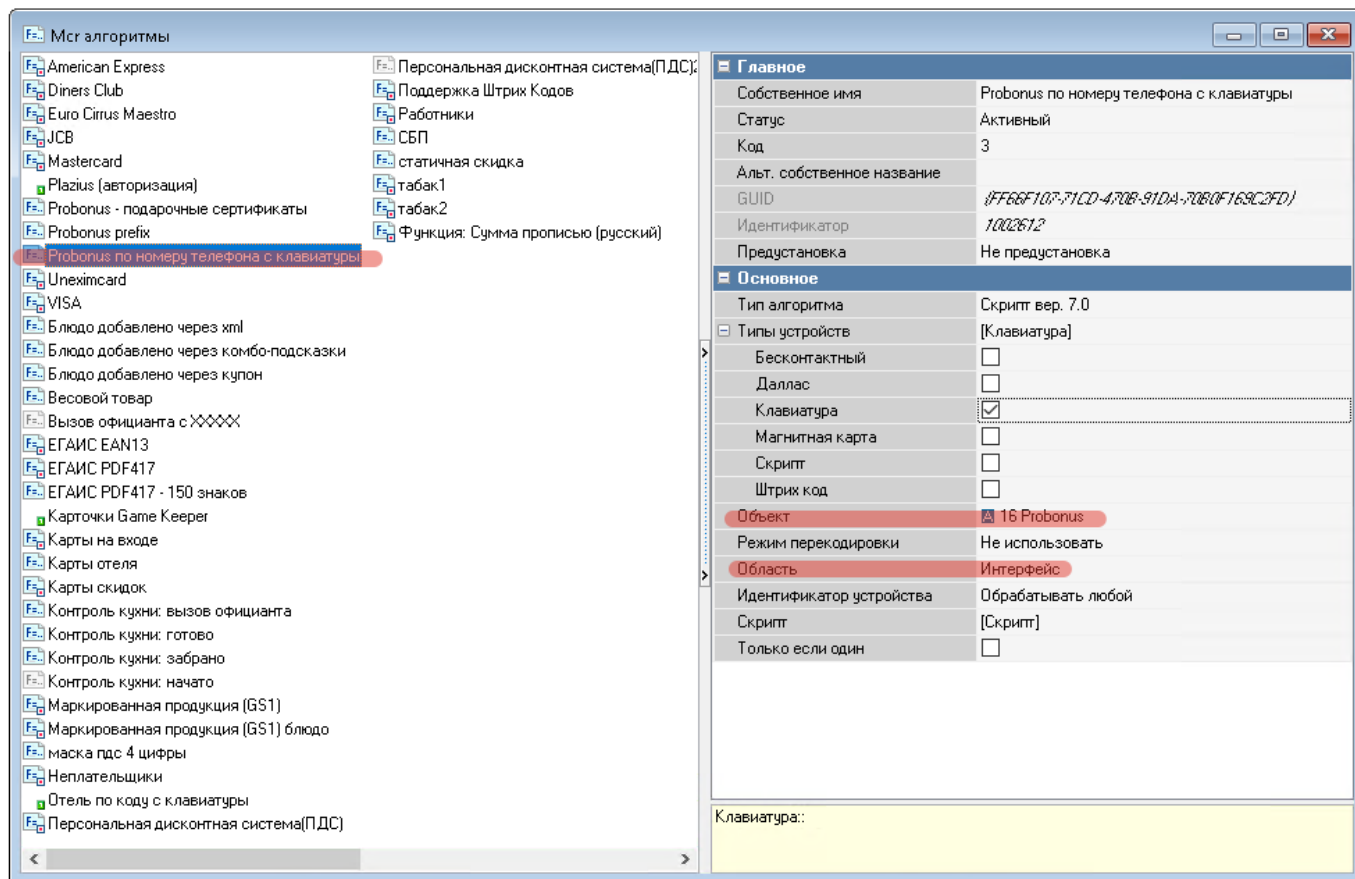 Mcr алгоритмы
American Express
Diners Club
Euro Cirrus Maestro
JCB
Mastercard
Plazius (авторизация)
Probonus - подарочные сертификаты
Probonus prefix
Probonus по номеру телефона с клавиатуры
Uneximcard
VISA
Блюдо добавлено через xml
Блюдо добавлено через комбо-подсказки
Блюдо добавлено через купон
Весовой товар
Вызов официанта с XXXXX
ЕГАИС EAN13
ЕГАИС PDF417
ЕГАИС PDF417 - 150 знаков
Карточки Game Keeper
Карты на входе
Карты отеля
Карты скидок
Контроль кухни: вызов официанта
Контроль кухни: готово
Контроль кухни: забрано
Контроль кухни: начато
Маркированная продукция (GS1)
Маркированная продукция (GS1) блюдо
маска пдс 4 цифры
Неплательщики
Отель по коду с клавиатуры
Персональная дисконтная система(ПДС)
Персональная дисконтная система(ПДС)2
Поддержка Штрих Кодов
Работники
СБП
статичная скидка
табак1
табак2
Функция: Сумма прописью (русский)
Главное
Собственное имя Probonus по номеру телефона с клавиатуры
Статус Активный
Код 3
Альт. собственное название
GUID {FF68F107-71CD-470B-91DA-70B0F169C2FD}
Идентификатор 1002612
Предустановка Не предустановка
Основное
Тип алгоритма Скрипт вер. 7.0
Типы устройств [Клавиатура]
Бесконтактный
Даллас
Клавиатура
Магнитная карта
Скрипт
Штрих код
Объект 16 Probonus
Режим перекодировки Не использовать
Область Интерфейс
Идентификатор устройства Обрабатывать любой
Скрипт [Скрипт]
Только если один
Клавиатура::